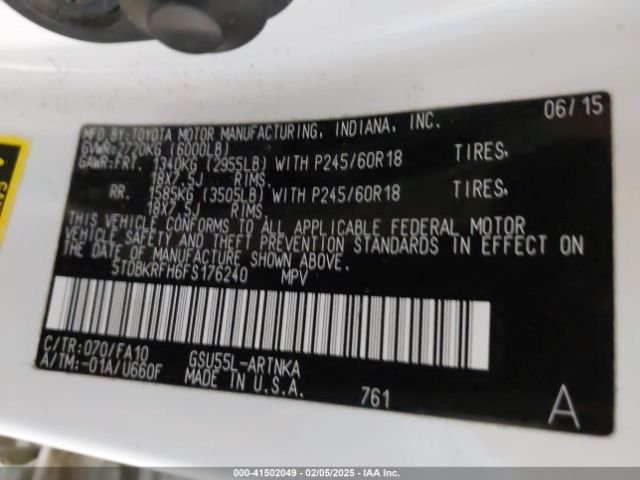 06/15
MFD BY:TOYOTA MOTOR MANUFACTURING, INDIANA, INC.
GVWR:2720KG (6000LB)
GAWR:FRT. 1340KG (2955LB) WITH P245/60R18 TIRES,
18X7.5J RIMS.
RR. 1585KG (3505LB) WITH P245/60R18 TIRES,
18X7.5J RIMS.
THIS VEHICLE CONFORMS TO ALL APPLICABLE FEDERAL MOTOR
VEHICLE SAFETY AND THEFT PREVENTION STANDARDS IN EFFECT ON
THE DATE OF MANUFACTURE SHOWN ABOVE.
5TDBKRFH6FS176240 MPV
C/TR:070/FA10 GSU55L-ARTNKA
A/TM:-01A/U660F MADE IN U.S.A.
761
A
000-41502049 - 02/05/2025 - IAA Inc.